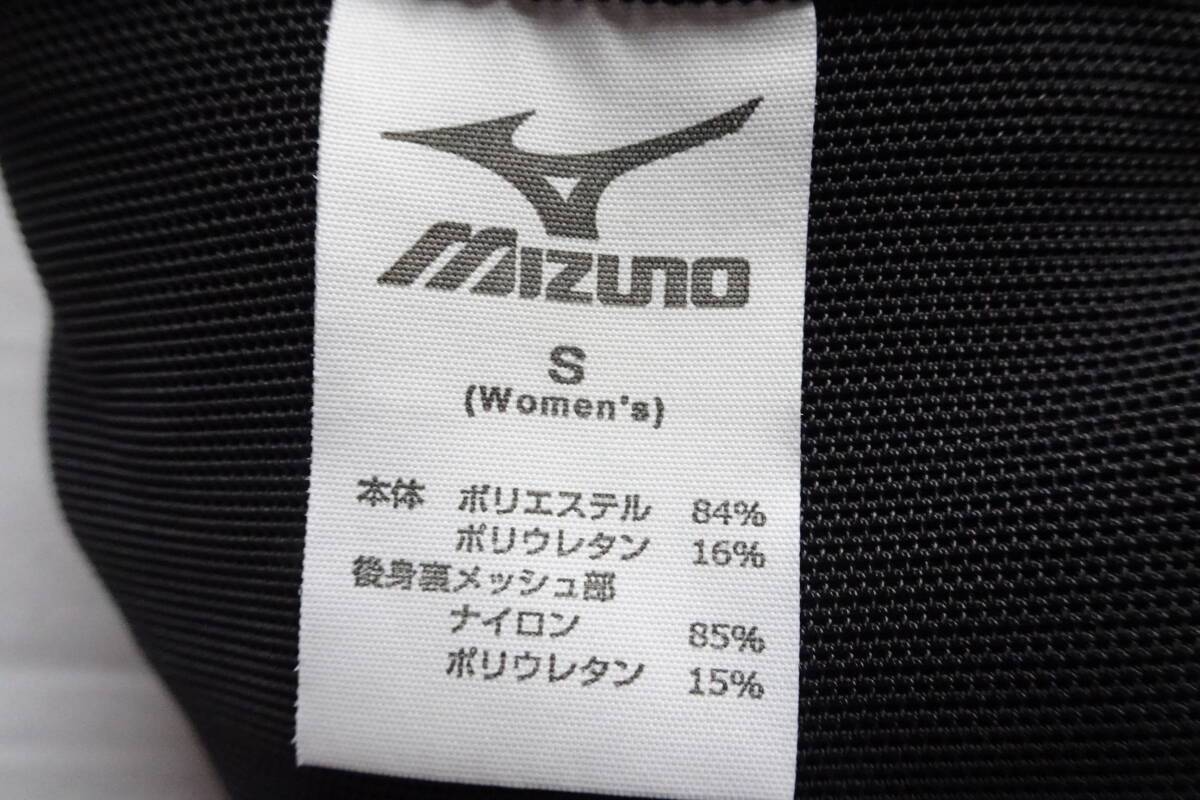 MIZUNO
S
(Women's)
本体 ポリエステル 84%
ポリウレタン 16%
後身裏メッシュ部
ナイロン 85%
ポリウレタン 15%